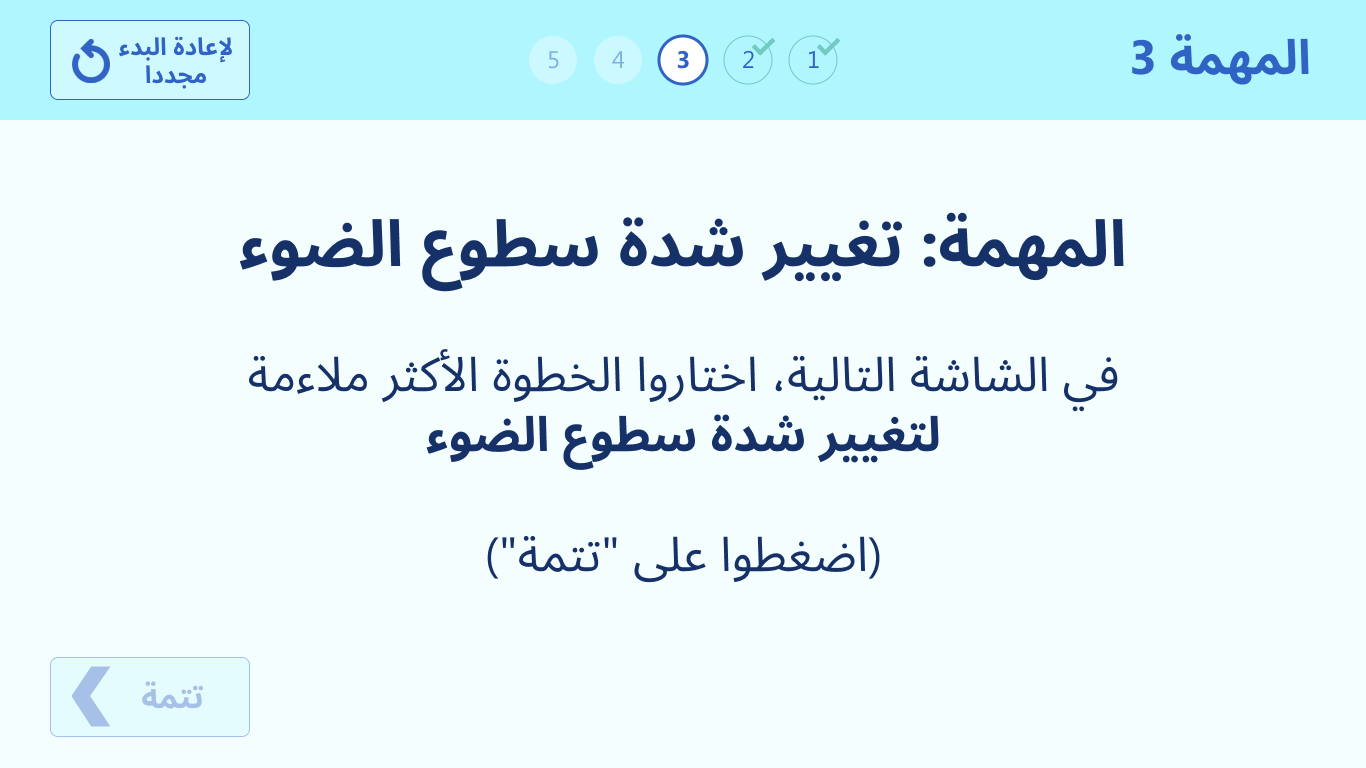 المهمة 3
1
2
3
4
5
لإعادة البدء
مجددا
المهمة: تغيير شدة سطوع الضوء
في الشاشة التالية، اختاروا الخطوة الأكثر ملاءمة
لتغيير شدة سطوع الضوء
(اضغطوا على "تتمة")
تتمة